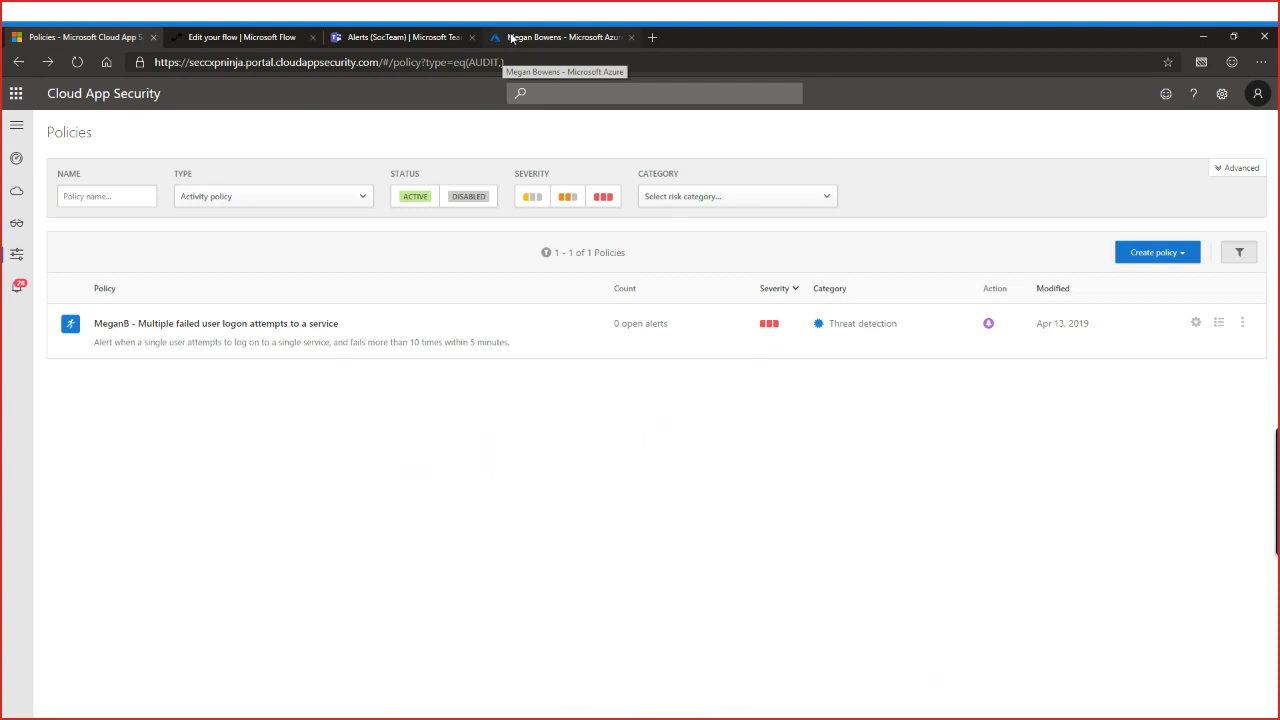 Policies - Microsoft Cloud App S
Edit your flow | Microsoft Flow
Alerts (SocTeam) | Microsoft Tea
Megan Bowens - Microsoft Azu
https://seccxpninja.portal.cloudappsecurity.com/#/policy?type=eq(AUDIT,)
Megan Bowens - Microsoft Azure
Cloud App Security
Policies
Advanced
NAME
TYPE
STATUS
SEVERITY
CATEGORY
Policy name...
Activity policy
ACTIVE
DISABLED
Select risk category...
1 - 1 of 1 Policies
Create policy
Policy
Count
Severity
Category
Action
Modified
28
MeganB - Multiple failed user logon attempts to a service
0 open alerts
Threat detection
Apr 13, 2019
Alert when a single user attempts to log on to a single service, and fails more than 10 times within 5 minutes.